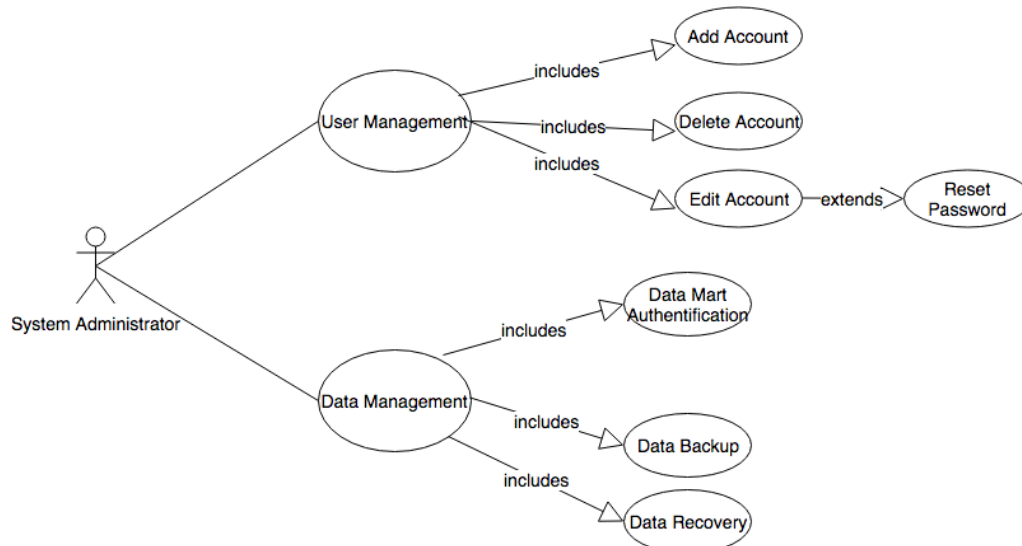 Add Account
includes
User Management
includes
Delete Account
includes
Edit Account
extends
Reset
Password
System Administrator
Data Mart
Authentification
includes
Data Management
includes
Data Backup
includes
Data Recovery